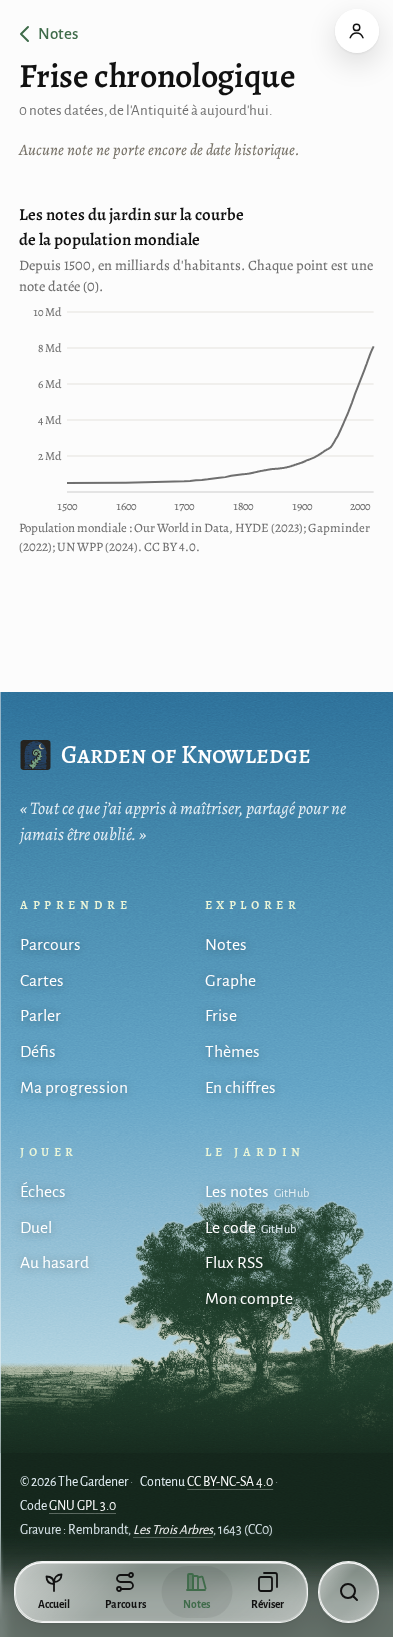 Notes
Frise chronologique
0 notes datées, de l'Antiquité à aujourd'hui.
Aucune note ne porte encore de date historique.
Les notes du jardin sur la courbe
de la population mondiale
Depuis 1500, en milliards d'habitants. Chaque point est une
note datée (0).
10 Md
8 Md
6 Md
4 Md
2 Md
1500 1600 1700 1800 1900 2000
Population mondiale : Our World in Data, HYDE (2023); Gapminder
(2022); UN WPP (2024). CC BY 4.0.
Garden of Knowledge
« Tout ce que j'ai appris à maîtriser, partagé pour ne
jamais être oublié. »
APPRENDRE
Parcours
Cartes
Parler
Défis
Ma progression
EXPLORER
Notes
Graphe
Frise
Thèmes
En chiffres
JOUER
Échecs
Duel
Au hasard
LE JARDIN
Les notes GitHub
Le code GitHub
Flux RSS
Mon compte
© 2026 The Gardener · Contenu CC BY-NC-SA 4.0 ·
Code GNU GPL 3.0
Gravure : Rembrandt, Les Trois Arbres, 1643 (CC0)
Accueil
Parcours
Notes
Réviser